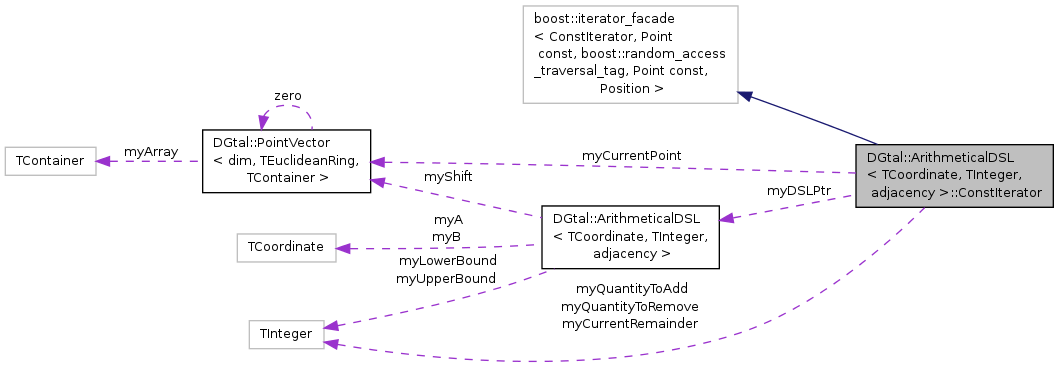 boost::iterator_facade
< ConstIterator, Point
const, boost::random_access
_traversal_tag, Point const,
Position >
zero
DGtal::PointVector
< dim, TEuclideanRing,
TContainer >
TContainer
myArray
myCurrentPoint
DGtal::ArithmeticalDSL
< TCoordinate, TInteger,
adjacency >::ConstIterator
myShift
myDSLPtr
DGtal::ArithmeticalDSL
< TCoordinate, TInteger,
adjacency >
myA
myB
TCoordinate
myLowerBound
myUpperBound
myQuantityToAdd
myQuantityToRemove
myCurrentRemainder
TInteger